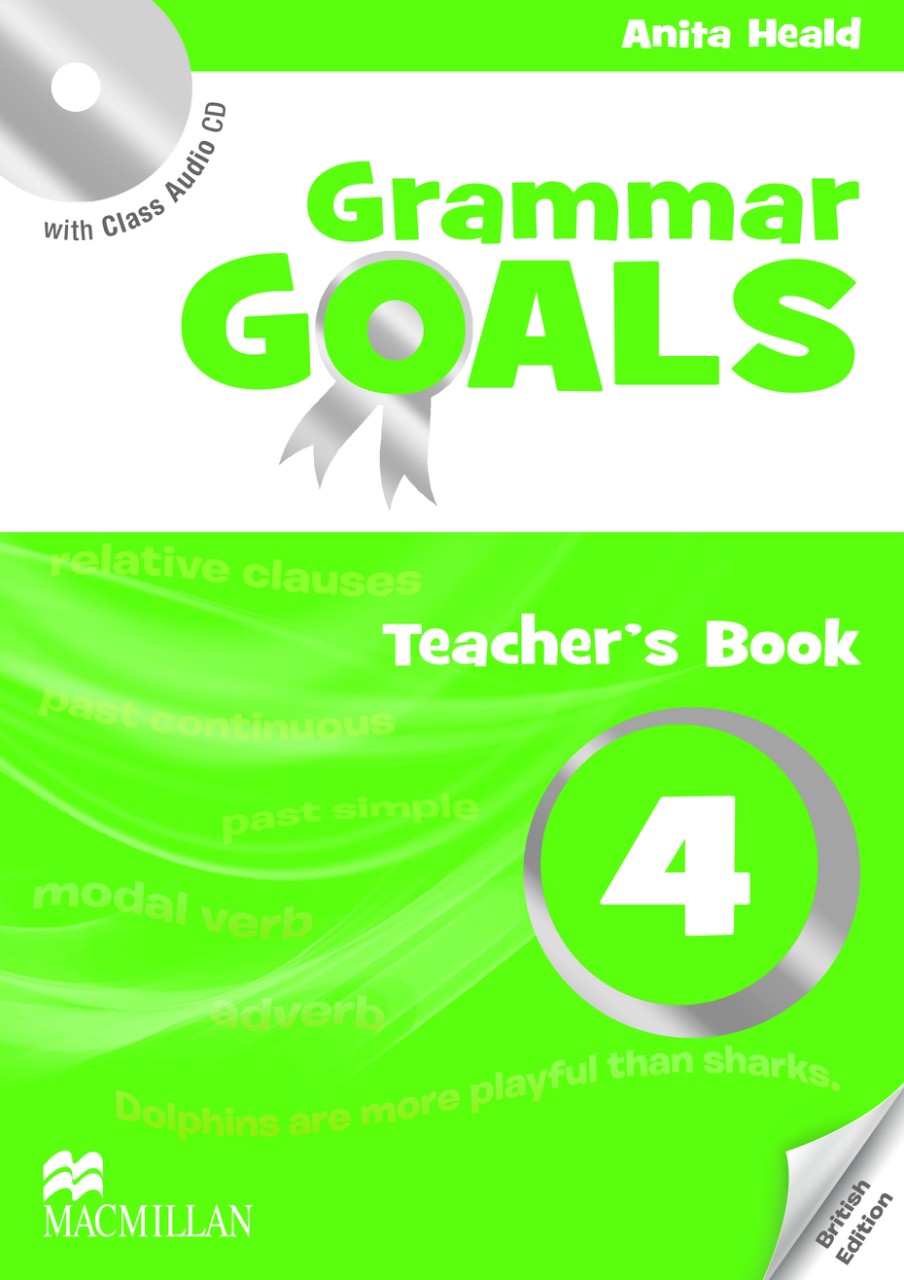 Anita Heald
with Class Audio CD
Grammar
GOALS
relative clauses
Teacher's Book
past continuous
past simple
4
modal verb
adverb
Dolphins are more playful than sharks.
MACMILLAN
British
Edition